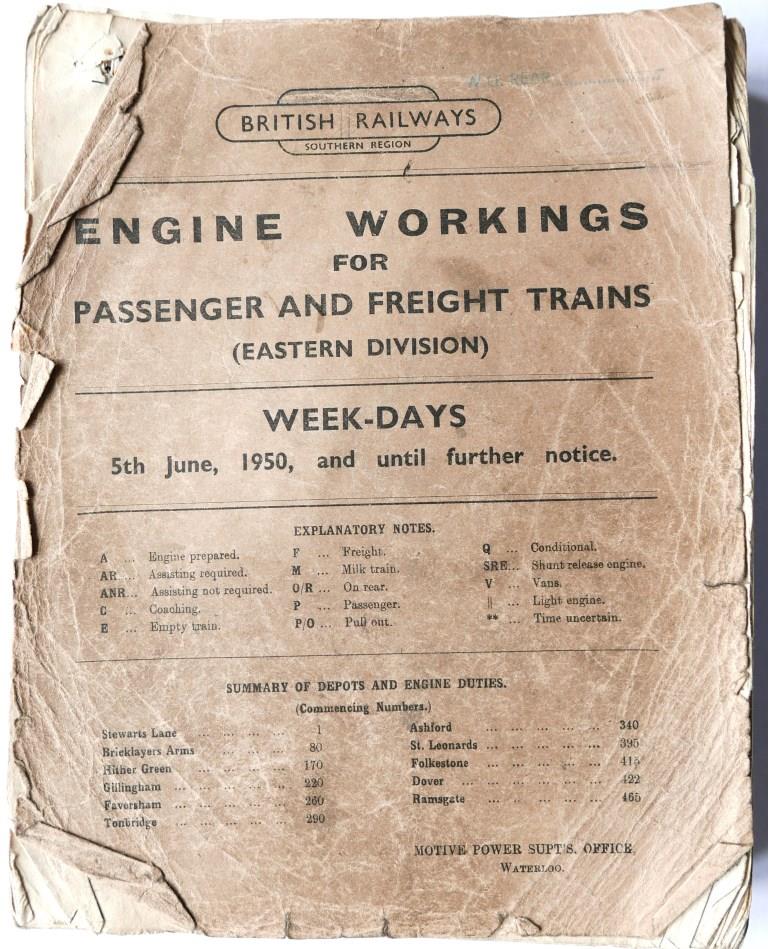 BRITISH RAILWAYS
SOUTHERN REGION
ENGINE WORKINGS
FOR
PASSENGER AND FREIGHT TRAINS
(EASTERN DIVISION)
WEEK-DAYS
5th June, 1950, and until further notice.
EXPLANATORY NOTES.
A ... Engine prepared.
AR ... Assisting required.
ANR... Assisting not required.
C ... Coaching.
E ... Empty train.
F ... Freight.
M ... Milk train.
O/R ... On rear.
P ... Passenger.
P/O ... Pull out.
Q ... Conditional.
SRE... Shunt release engine.
V ... Vans.
|| ... Light engine.
** ... Time uncertain.
SUMMARY OF DEPOTS AND ENGINE DUTIES.
(Commencing Numbers.)
Stewarts Lane ... ... ... ... 1
Bricklayers Arms ... ... ... 80
Hither Green ... ... ... ... 170
Gillingham ... ... ... ... ... 220
Faversham ... ... ... ... ... 260
Tonbridge ... ... ... ... ... 290
Ashford ... ... ... ... ... 340
St. Leonards ... ... ... ... ... 395
Folkestone ... ... ... ... ... 415
Dover ... ... ... ... ... 422
Ramsgate ... ... ... ... ... 465
MOTIVE POWER SUPT'S. OFFICE,
WATERLOO.